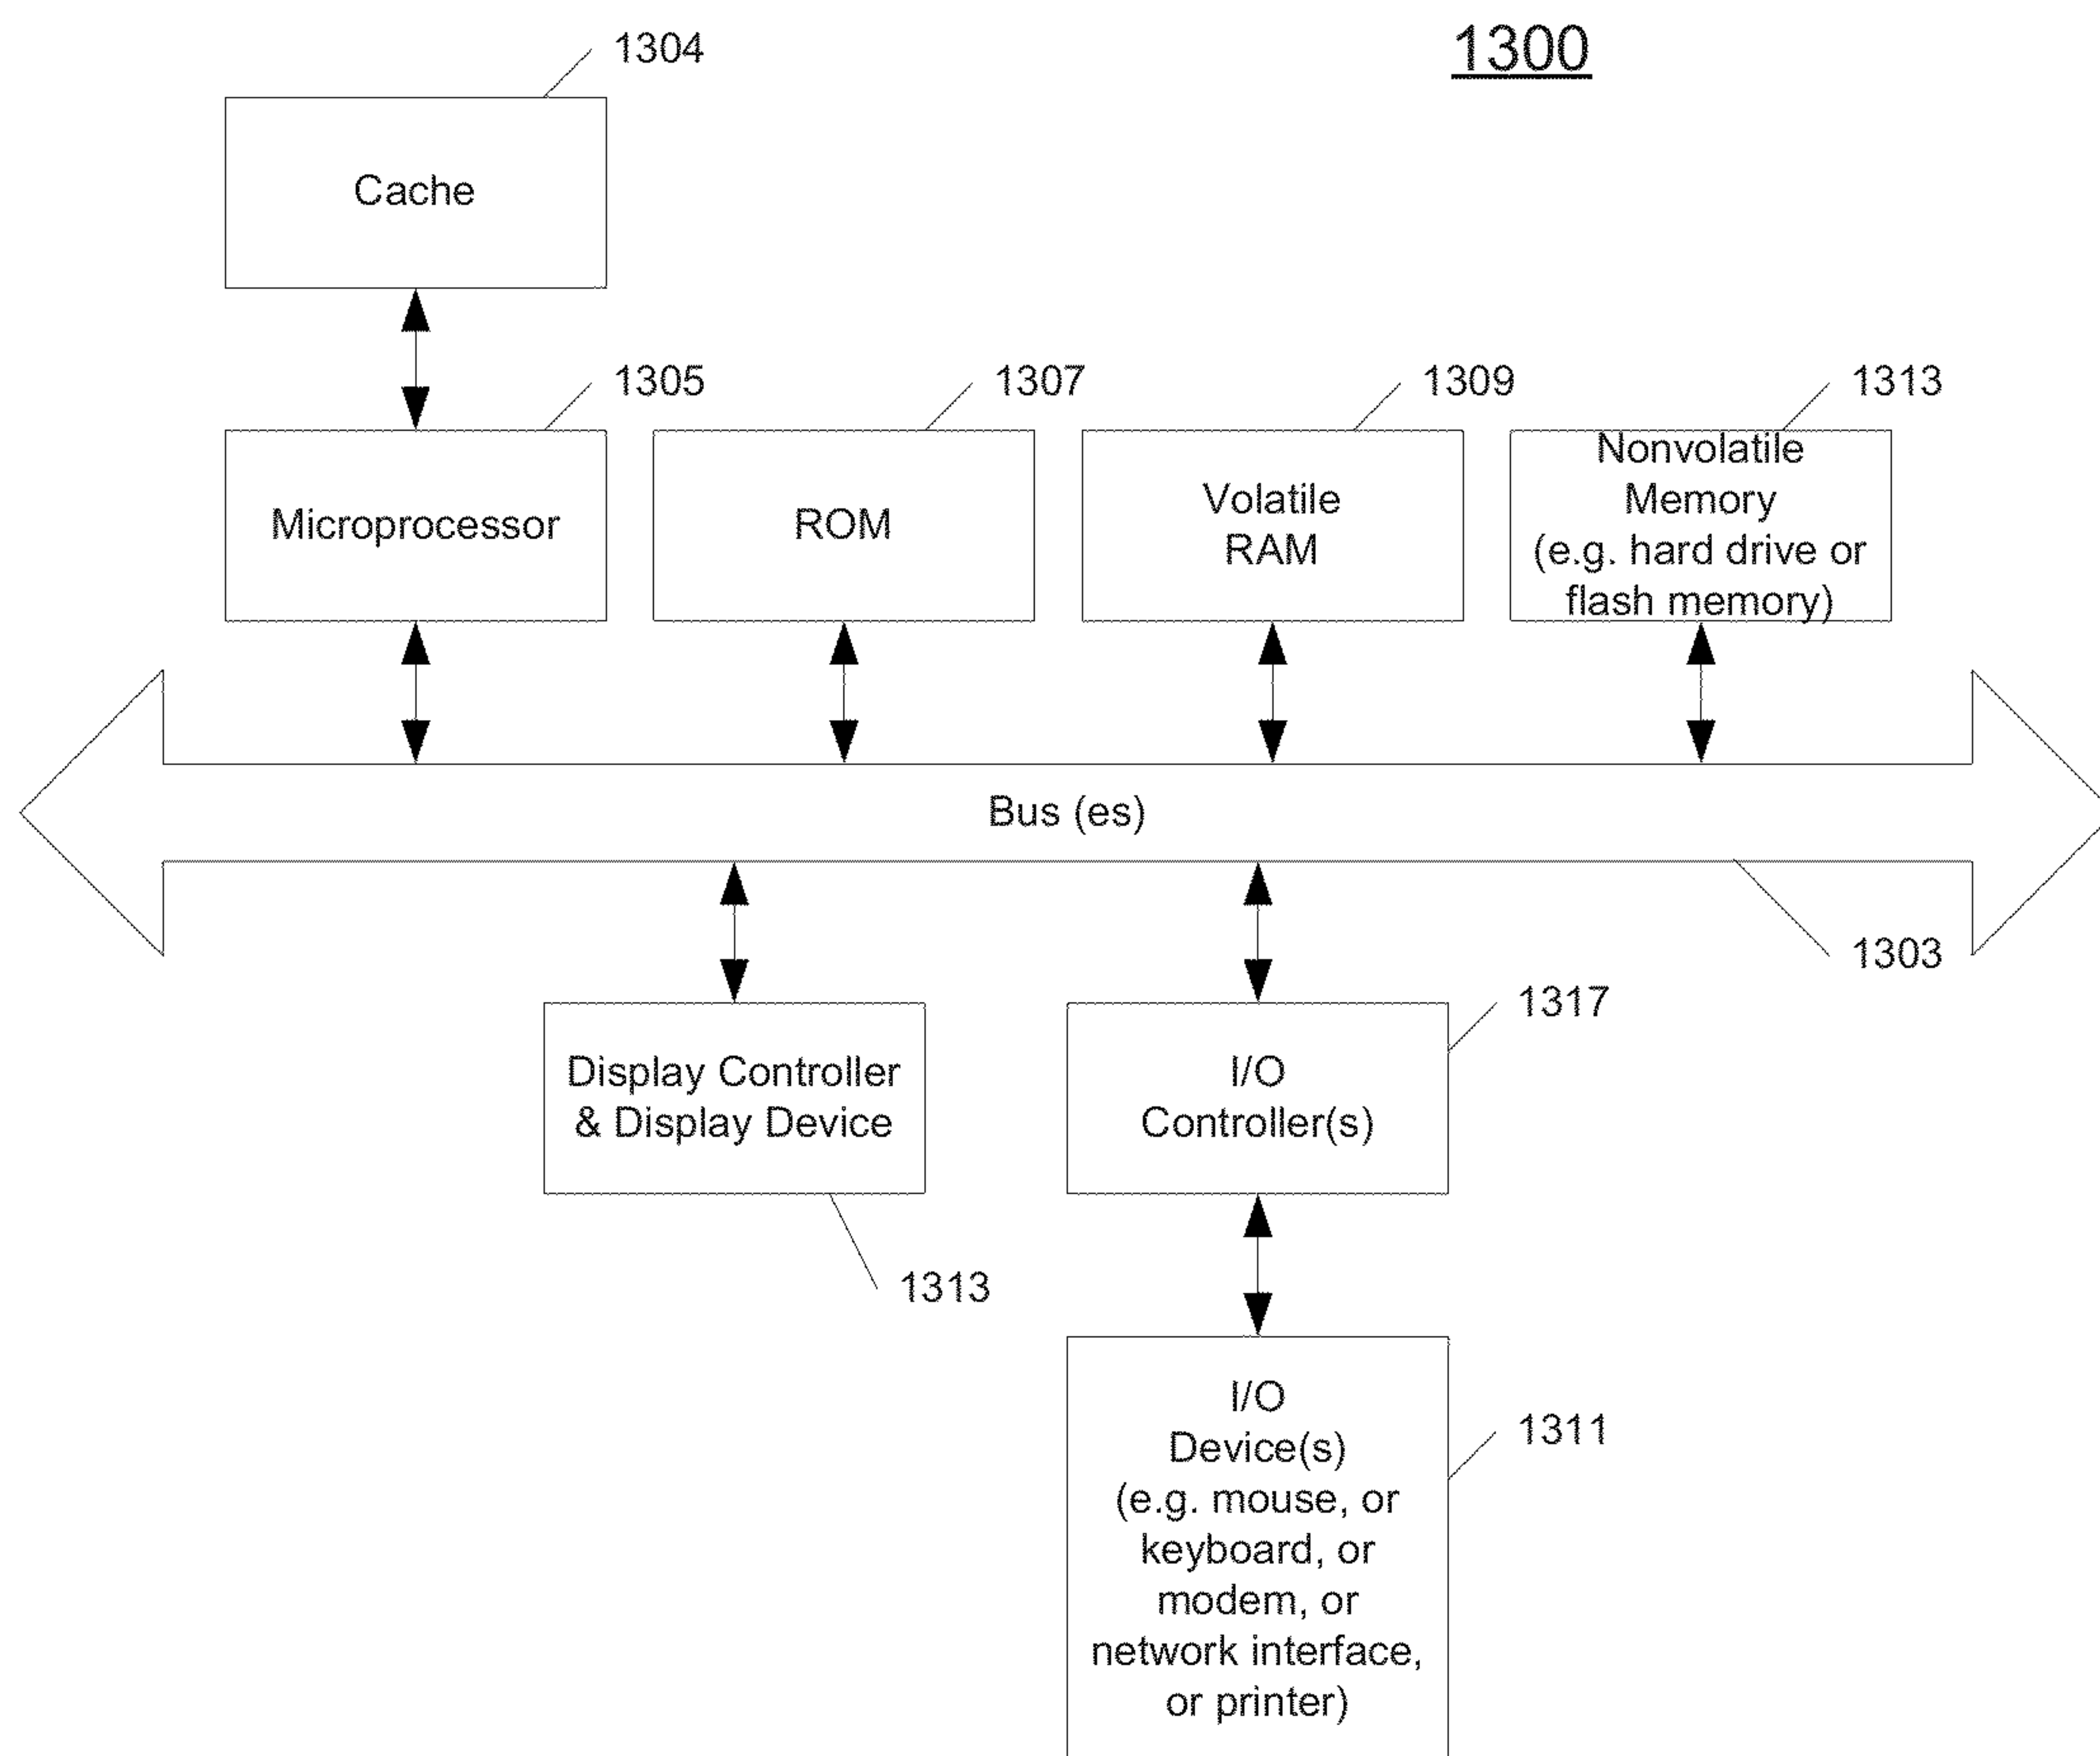 1300
1304
Cache
1305
1307
1309
1313
Microprocessor
ROM
Volatile
RAM
Nonvolatile
Memory
(e.g. hard drive or
flash memory)
Bus (es)
1303
1317
Display Controller
& Display Device
I/O
Controller(s)
1313
1311
I/O
Device(s)
(e.g. mouse, or
keyboard, or
modem, or
network interface,
or printer)